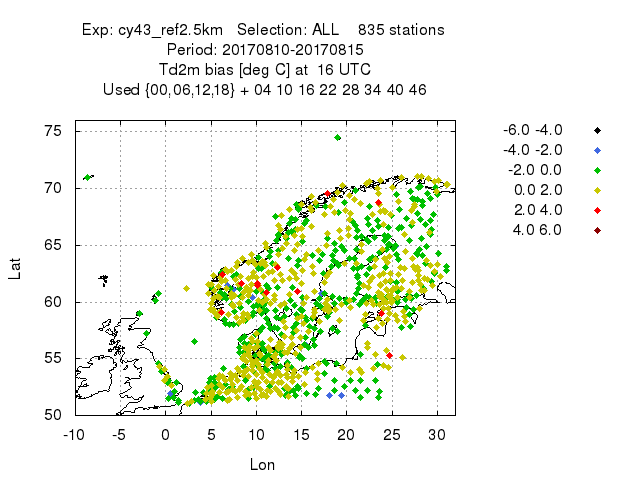 Exp: cy43_ref2.5km   Selection: ALL    835 stations
Period: 20170810-20170815
Td2m bias [deg C] at  16 UTC
Used {00,06,12,18} + 04 10 16 22 28 34 40 46
-6.0 -4.0
-4.0 -2.0
-2.0 0.0
0.0 2.0
2.0 4.0
4.0 6.0
75
70
65
60
55
50
Lat
-10 -5 0 5 10 15 20 25 30
Lon